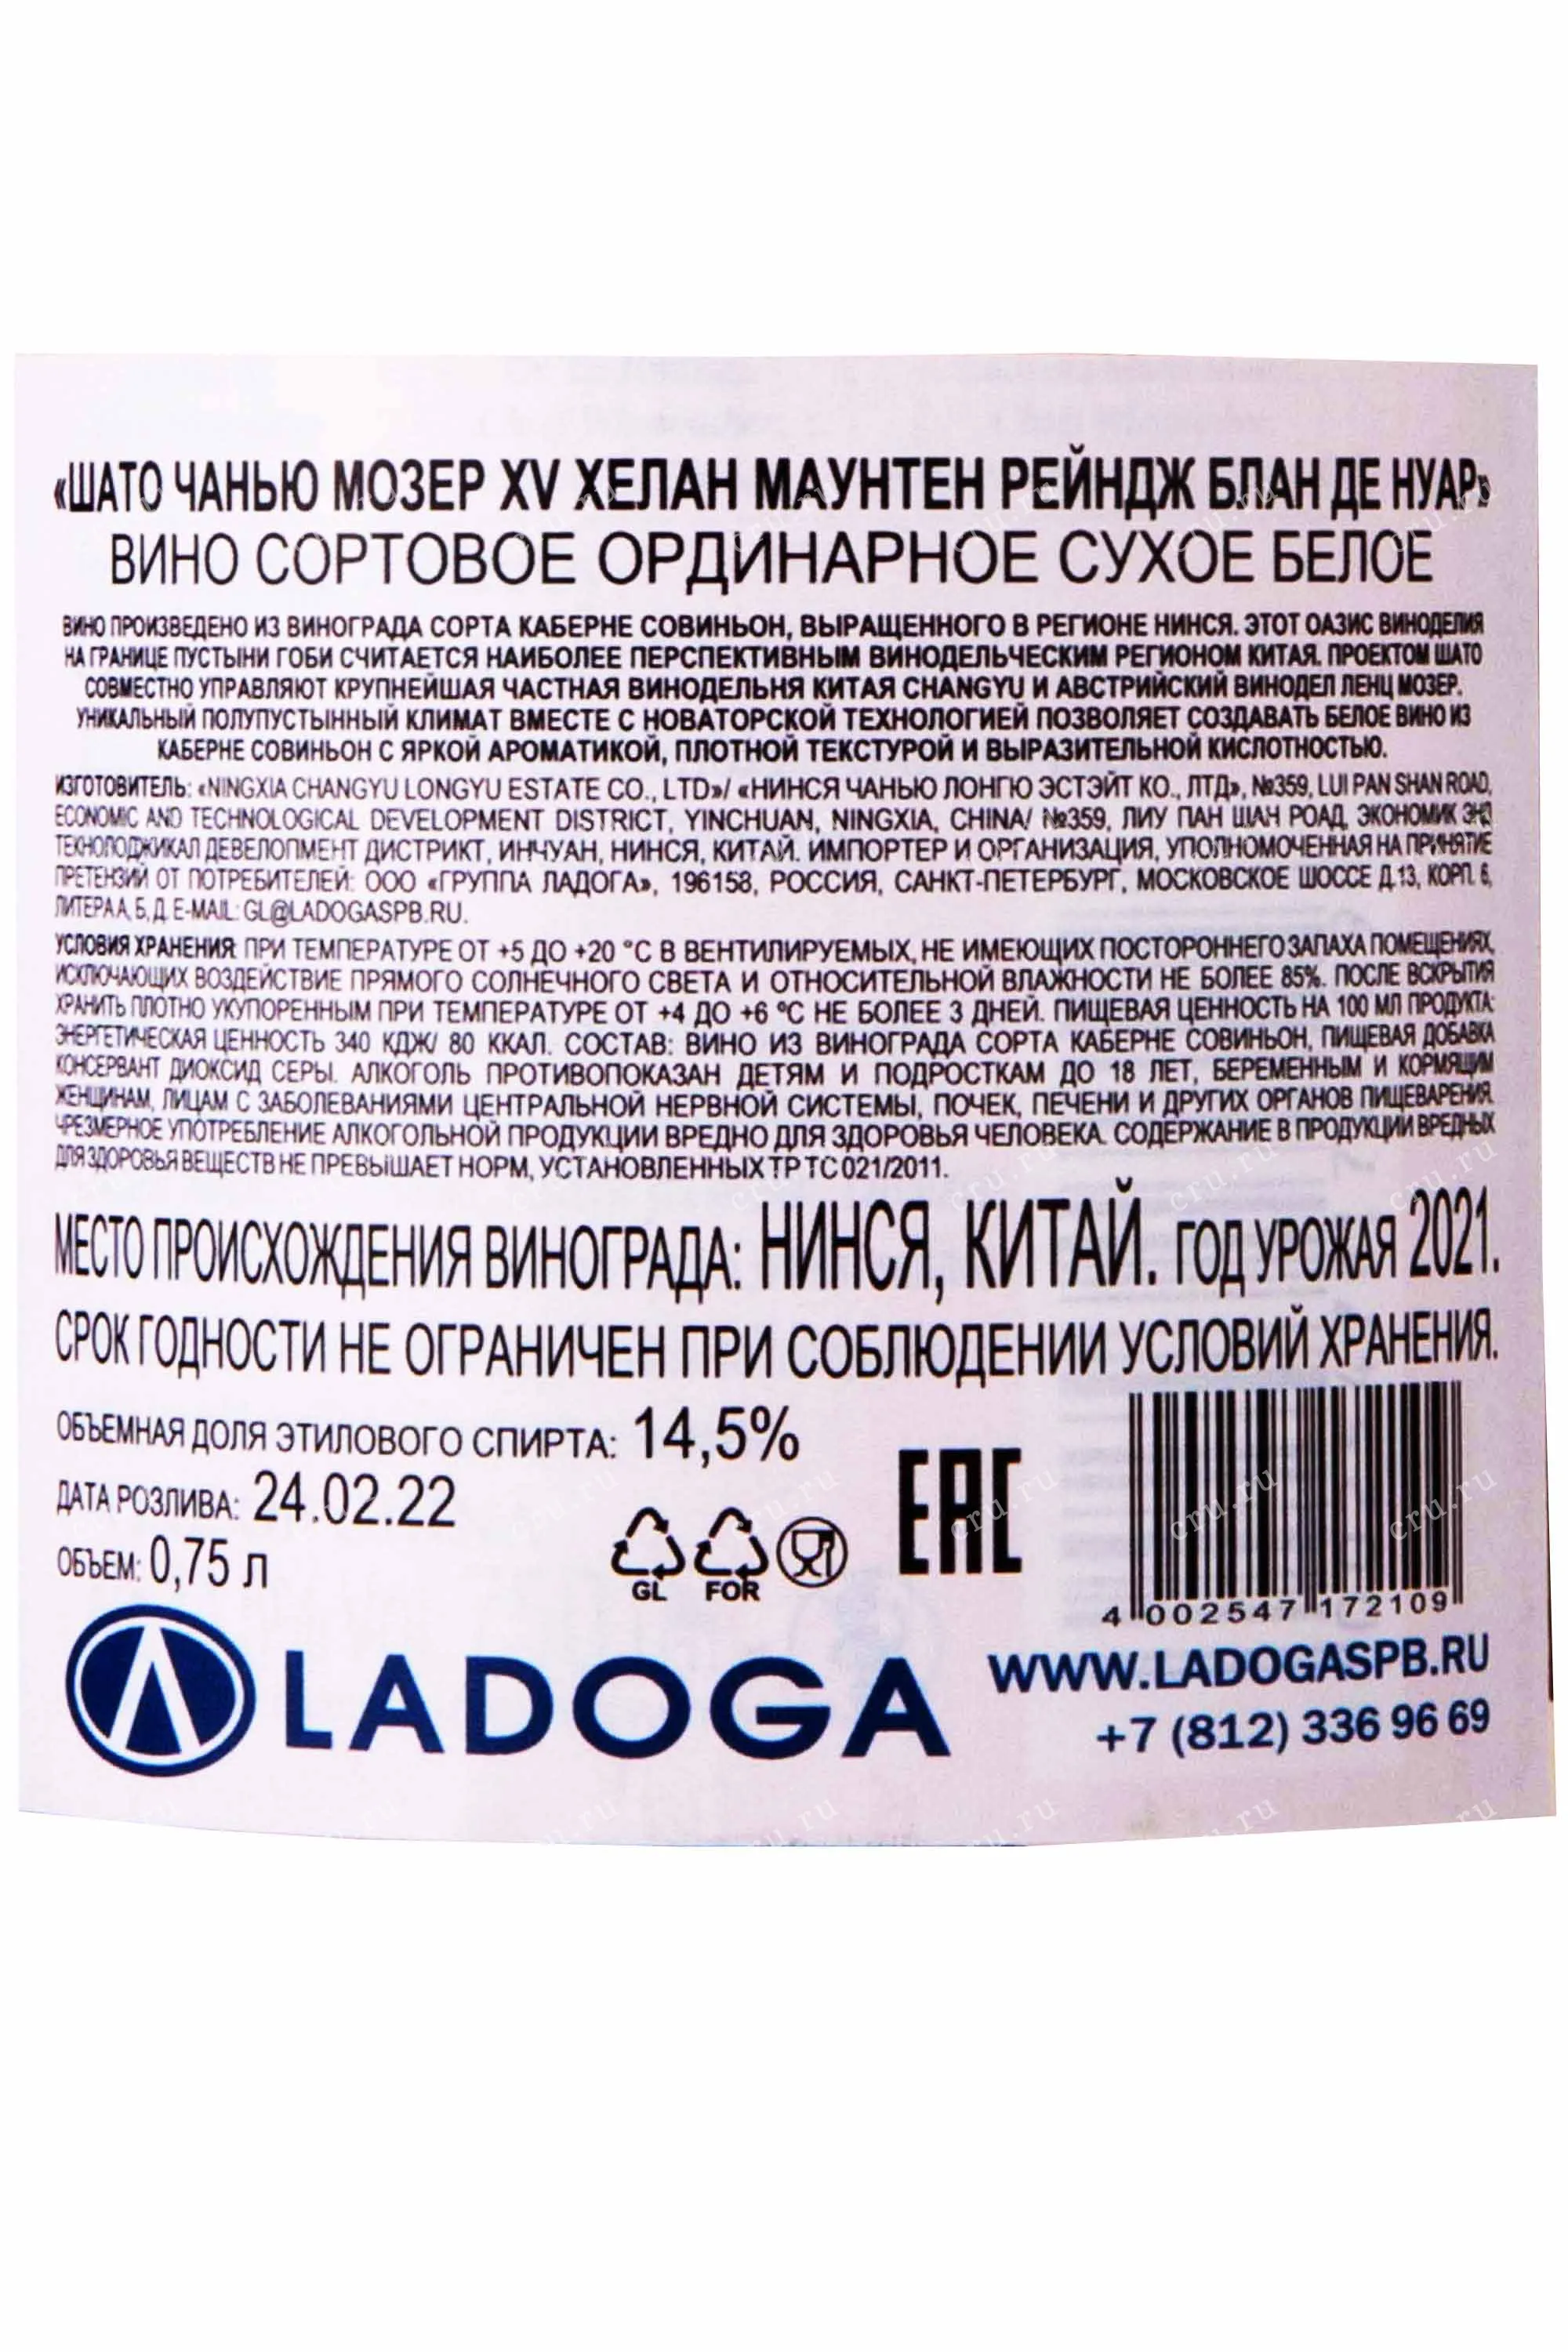 «ШАТО ЧАНЬЮ МОЗЕР XV ХЕЛАН МАУНТЕН РЕЙНДЖ БЛАН ДЕ НУАР»
ВИНО СОРТОВОЕ ОРДИНАРНОЕ СУХОЕ БЕЛОЕ
ВИНО ПРОИЗВЕДЕНО ИЗ ВИНОГРАДА СОРТА КАБЕРНЕ СОВИНЬОН, ВЫРАЩЕННОГО В РЕГИОНЕ НИНСЯ. ЭТОТ ОАЗИС ВИНОДЕЛИЯ
НА ГРАНИЦЕ ПУСТЫНИ ГОБИ СЧИТАЕТСЯ НАИБОЛЕЕ ПЕРСПЕКТИВНЫМ ВИНОДЕЛЬЧЕСКИМ РЕГИОНОМ КИТАЯ. ПРОЕКТОМ ШАТО
СОВМЕСТНО УПРАВЛЯЮТ КРУПНЕЙШАЯ ЧАСТНАЯ ВИНОДЕЛЬНЯ КИТАЯ CHANGYU И АВСТРИЙСКИЙ ВИНОДЕЛ ЛЕНЦ МОЗЕР.
УНИКАЛЬНЫЙ ПОЛУПУСТЫННЫЙ КЛИМАТ ВМЕСТЕ С НОВАТОРСКОЙ ТЕХНОЛОГИЕЙ ПОЗВОЛЯЕТ СОЗДАВАТЬ БЕЛОЕ ВИНО ИЗ
КАБЕРНЕ СОВИНЬОН С ЯРКОЙ АРОМАТИКОЙ, ПЛОТНОЙ ТЕКСТУРОЙ И ВЫРАЗИТЕЛЬНОЙ КИСЛОТНОСТЬЮ.
ИЗГОТОВИТЕЛЬ: «NINGXIA CHANGYU LONGYU ESTATE CO., LTD»/ «НИНСЯ ЧАНЬЮ ЛОНГЮ ЭСТЭЙТ КО., ЛТД», №359, LUI PAN SHAN ROAD,
ECONOMIC AND TECHNOLOGICAL DEVELOPMENT DISTRICT, YINCHUAN, NINGXIA, CHINA/ №359, ЛИУ ПАН ШАН РОАД, ЭКОНОМИК ЭНД
ТЕКНОЛОДЖИКАЛ ДЕВЕЛОПМЕНТ ДИСТРИКТ, ИНЧУАН, НИНСЯ, КИТАЙ. ИМПОРТЕР И ОРГАНИЗАЦИЯ, УПОЛНОМОЧЕННАЯ НА ПРИНЯТИЕ
ПРЕТЕНЗИЙ ОТ ПОТРЕБИТЕЛЕЙ: ООО «ГРУППА ЛАДОГА», 196158, РОССИЯ, САНКТ-ПЕТЕРБУРГ, МОСКОВСКОЕ ШОССЕ Д.13, КОРП. 6,
ЛИТЕРА А, Б, Д. E-MAIL: GL@LADOGASPB.RU.
УСЛОВИЯ ХРАНЕНИЯ: ПРИ ТЕМПЕРАТУРЕ ОТ +5 ДО +20 °С В ВЕНТИЛИРУЕМЫХ, НЕ ИМЕЮЩИХ ПОСТОРОННЕГО ЗАПАХА ПОМЕЩЕНИЯХ,
ИСКЛЮЧАЮЩИХ ВОЗДЕЙСТВИЕ ПРЯМОГО СОЛНЕЧНОГО СВЕТА И ОТНОСИТЕЛЬНОЙ ВЛАЖНОСТИ НЕ БОЛЕЕ 85%. ПОСЛЕ ВСКРЫТИЯ
ХРАНИТЬ ПЛОТНО УКУПОРЕННЫМ ПРИ ТЕМПЕРАТУРЕ ОТ +4 ДО +6 °С НЕ БОЛЕЕ 3 ДНЕЙ. ПИЩЕВАЯ ЦЕННОСТЬ НА 100 МЛ ПРОДУКТА:
ЭНЕРГЕТИЧЕСКАЯ ЦЕННОСТЬ 340 КДЖ/ 80 ККАЛ. СОСТАВ: ВИНО ИЗ ВИНОГРАДА СОРТА КАБЕРНЕ СОВИНЬОН, ПИЩЕВАЯ ДОБАВКА
КОНСЕРВАНТ ДИОКСИД СЕРЫ. АЛКОГОЛЬ ПРОТИВОПОКАЗАН ДЕТЯМ И ПОДРОСТКАМ ДО 18 ЛЕТ, БЕРЕМЕННЫМ И КОРМЯЩИМ
ЖЕНЩИНАМ, ЛИЦАМ С ЗАБОЛЕВАНИЯМИ ЦЕНТРАЛЬНОЙ НЕРВНОЙ СИСТЕМЫ, ПОЧЕК, ПЕЧЕНИ И ДРУГИХ ОРГАНОВ ПИЩЕВАРЕНИЯ.
ЧРЕЗМЕРНОЕ УПОТРЕБЛЕНИЕ АЛКОГОЛЬНОЙ ПРОДУКЦИИ ВРЕДНО ДЛЯ ЗДОРОВЬЯ ЧЕЛОВЕКА. СОДЕРЖАНИЕ В ПРОДУКЦИИ ВРЕДНЫХ
ДЛЯ ЗДОРОВЬЯ ВЕЩЕСТВ НЕ ПРЕВЫШАЕТ НОРМ, УСТАНОВЛЕННЫХ ТР ТС 021/2011.
МЕСТО ПРОИСХОЖДЕНИЯ ВИНОГРАДА: НИНСЯ, КИТАЙ. ГОД УРОЖАЯ 2021.
СРОК ГОДНОСТИ НЕ ОГРАНИЧЕН ПРИ СОБЛЮДЕНИИ УСЛОВИЙ ХРАНЕНИЯ.
ОБЪЕМНАЯ ДОЛЯ ЭТИЛОВОГО СПИРТА: 14,5%
ДАТА РОЗЛИВА: 24.02.22
ОБЪЕМ: 0,75 л
GL FOR
EAC
4 002547 172109
LADOGA
WWW.LADOGASPB.RU
+7 (812) 336 96 69
cru.ru